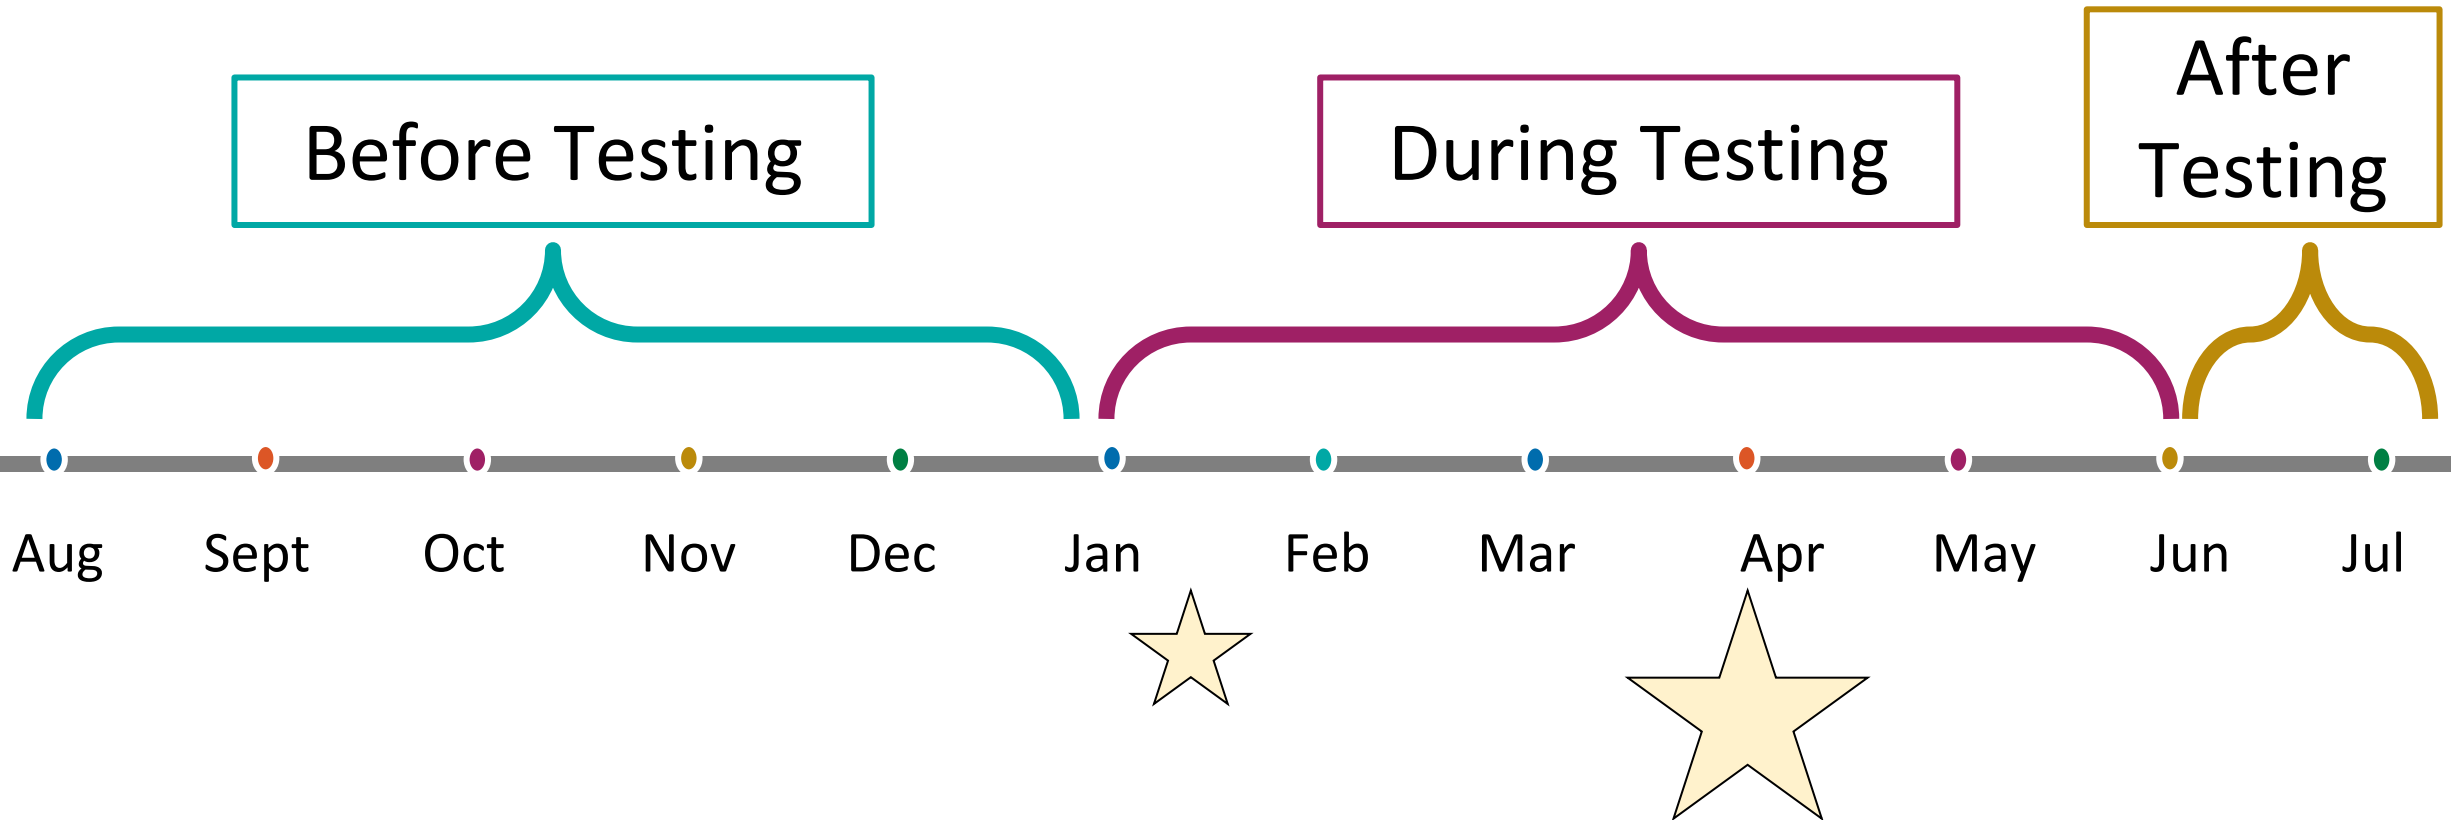 Before Testing
During Testing
After
Testing
Aug
Sept
Oct
Nov
Dec
Jan
Feb
Mar
Apr
May
Jun
Jul